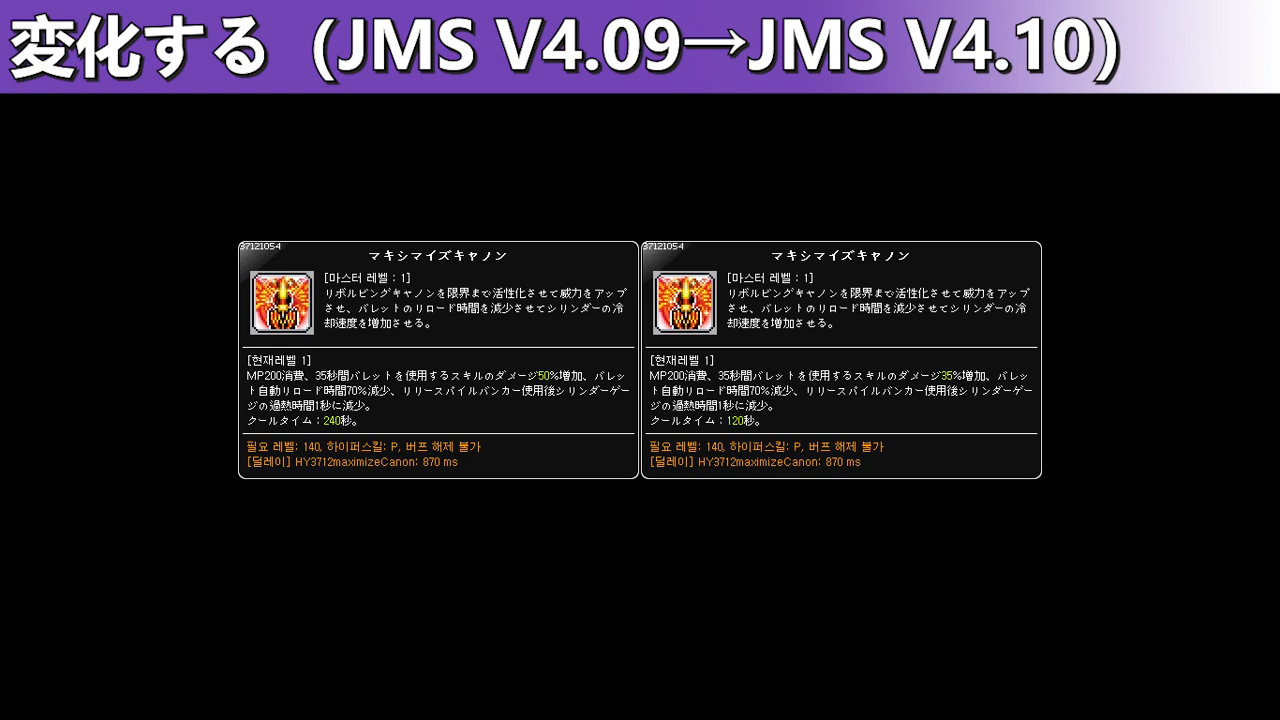 変化する（JMS V4.09→JMS V4.10）
37121054
マキシマイズキャノン
[마스터 레벨 : 1]
リボルビングキャノンを限界まで活性化させて威力をアップ
させ、バレットのリロード時間を減少させてシリンダーの冷
却速度を増加させる。
[현재레벨 1]
MP200消費、35秒間バレットを使用するスキルのダメージ50%増加、バレッ
ト自動リロード時間70%減少、リリースパイルバンカー使用後シリンダーゲー
ジの過熱時間1秒に減少。
クールタイム：240秒。
필요 레벨: 140, 하이퍼스킬: P, 버프 해제 불가
[딜레이] HY3712maximizeCanon: 870 ms
37121054
マキシマイズキャノン
[마스터 레벨 : 1]
リボルビングキャノンを限界まで活性化させて威力をアップ
させ、バレットのリロード時間を減少させてシリンダーの冷
却速度を増加させる。
[현재레벨 1]
MP200消費、35秒間バレットを使用するスキルのダメージ35%増加、バレッ
ト自動リロード時間70%減少、リリースパイルバンカー使用後シリンダーゲー
ジの過熱時間1秒に減少。
クールタイム：120秒。
필요 레벨: 140, 하이퍼스킬: P, 버프 해제 불가
[딜레이] HY3712maximizeCanon: 870 ms